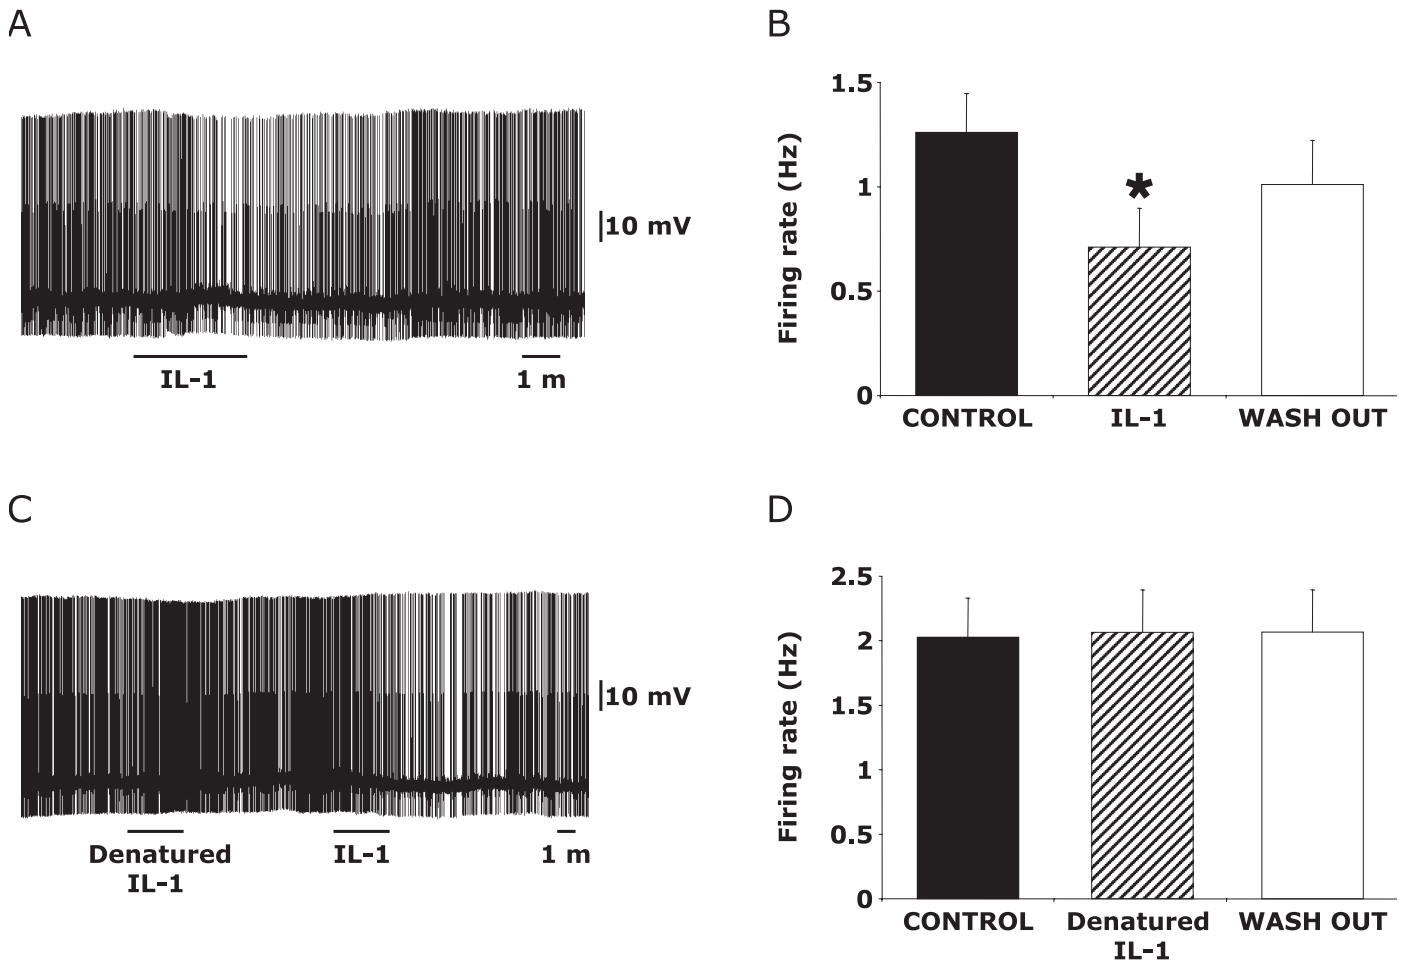 A
10 mV
IL-1
1 m
B
Firing rate (Hz)
1.5
1
0.5
0
*
CONTROL
IL-1
WASH OUT
C
10 mV
Denatured
IL-1
IL-1
1 m
D
Firing rate (Hz)
2.5
2
1.5
1
0.5
0
CONTROL
Denatured
IL-1
WASH OUT